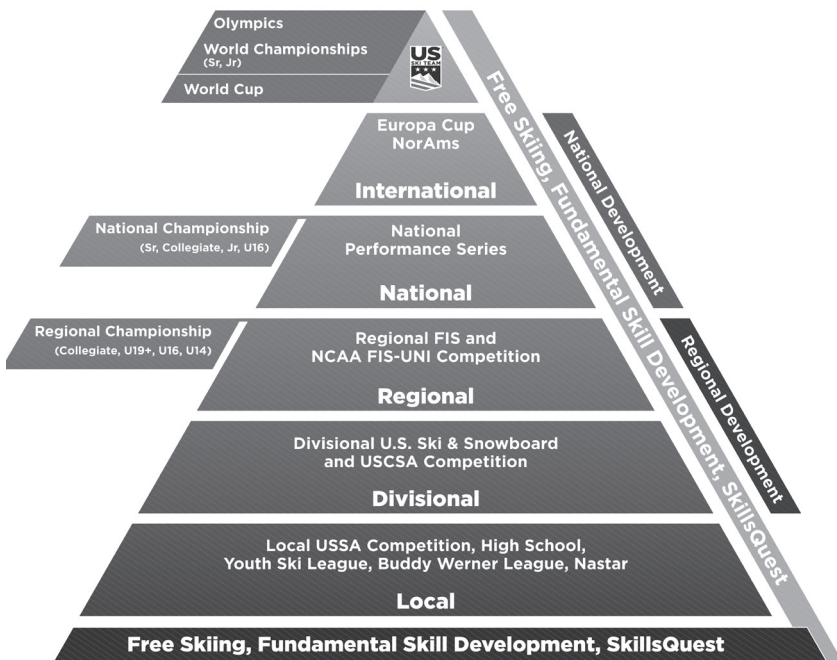 Olympics
World Championships
(Sr, Jr)
World Cup
US
SKI TEAM
Europa Cup
NorAms
International
National Championship
(Sr, Collegiate, Jr, U16)
National
Performance Series
National
Regional Championship
(Collegiate, U19+, U16, U14)
Regional FIS and
NCAA FIS-UNI Competition
Regional
Divisional U.S. Ski & Snowboard
and USCSA Competition
Divisional
Local USSA Competition, High School,
Youth Ski League, Buddy Werner League, Nastar
Local
Free Skiing, Fundamental Skill Development, SkillsQuest
Free Skiing, Fundamental Skill Development, SkillsQuest
National Development
Regional Development